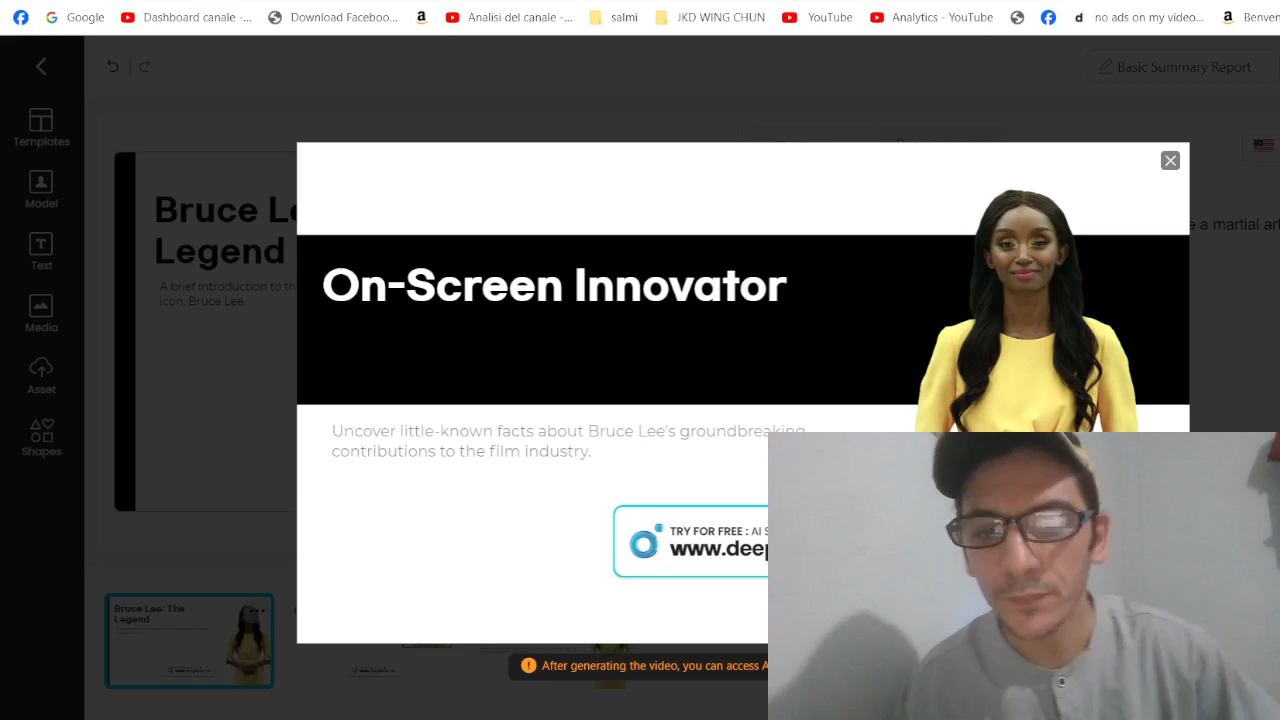 Google
Dashboard canale -...
Download Faceboo...
Analisi del canale -...
salmi
JKD WING CHUN
YouTube
Analytics - YouTube
no ads on my video...
Benven
Basic Summary Report
Templates
Model
Text
Media
Asset
Shapes
Bruce Le
Legend
A brief introduction to th
icon, Bruce Lee.
e a martial art
On-Screen Innovator
Uncover little-known facts about Bruce Lee's groundbreaking
contributions to the film industry.
TRY FOR FREE : AI S
www.deep
Bruce Lee: The
Legend
After generating the video, you can access A